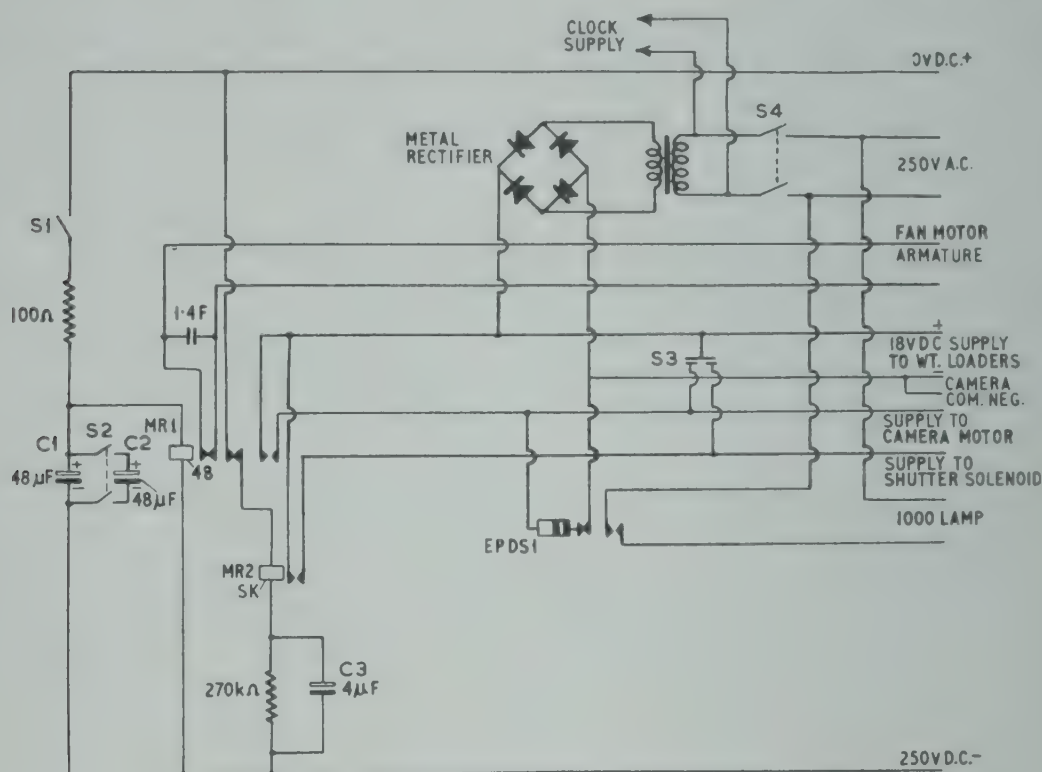 CLOCK
SUPPLY
0V D.C.+
S4
METAL
RECTIFIER
250V A.C.
S1
FAN MOTOR
ARMATURE
100Ω
1·4F
+
S3
18V DC SUPPLY
TO WT. LOADERS
–
CAMERA
COM. NEG.
MR1
C1
S2
C2
48
SUPPLY TO
CAMERA MOTOR
+
+
48μF
–
–
48μF
SUPPLY TO
SHUTTER SOLENOID
1000 LAMP
EPDS1
MR2
SK
C3
270kΩ
4μF
250V D.C.-